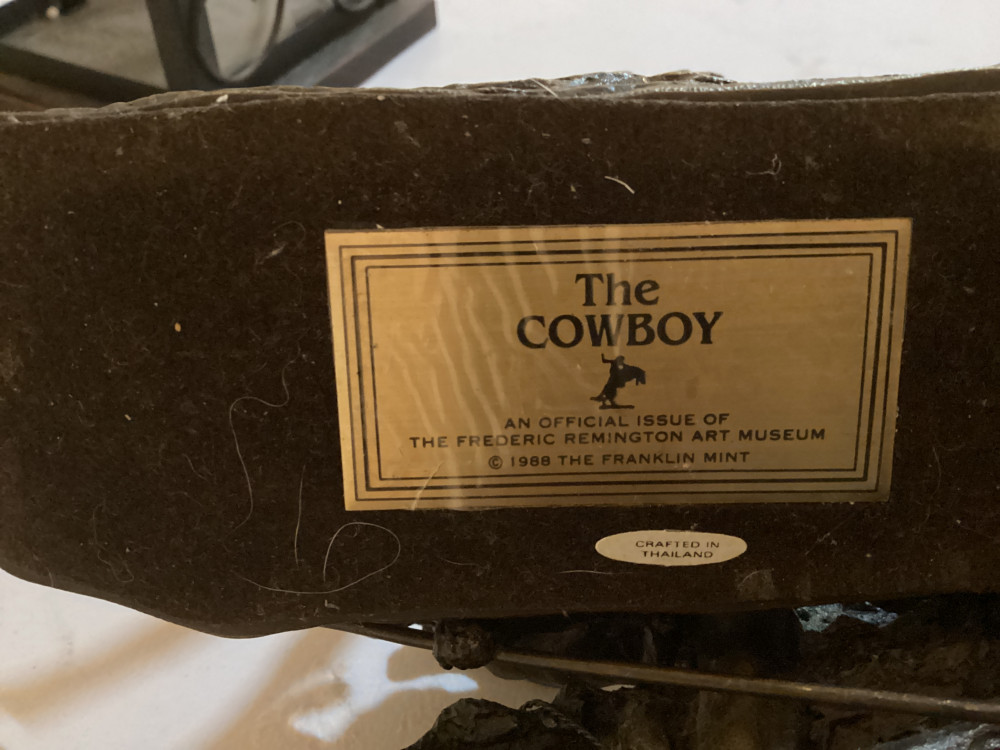 The
COWBOY
AN OFFICIAL ISSUE OF
THE FREDERIC REMINGTON ART MUSEUM
© 1988 THE FRANKLIN MINT
CRAFTED IN
THAILAND